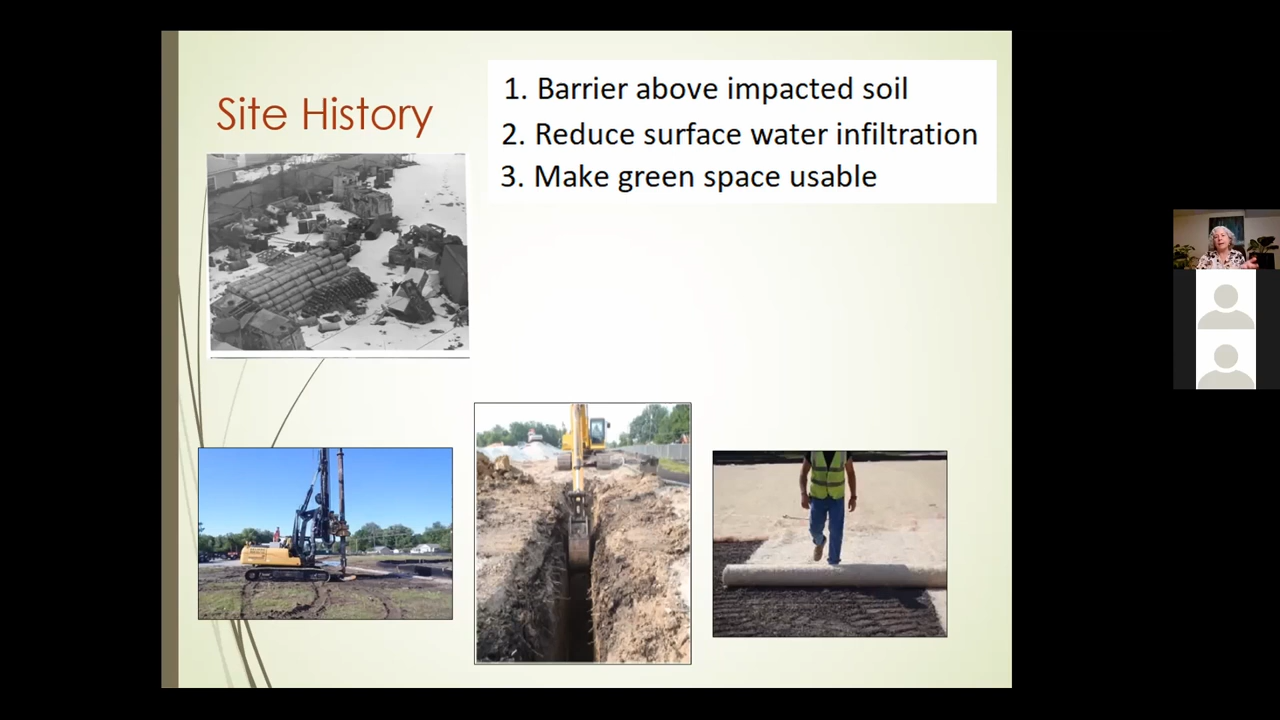 Site History
1. Barrier above impacted soil
2. Reduce surface water infiltration
3. Make green space usable